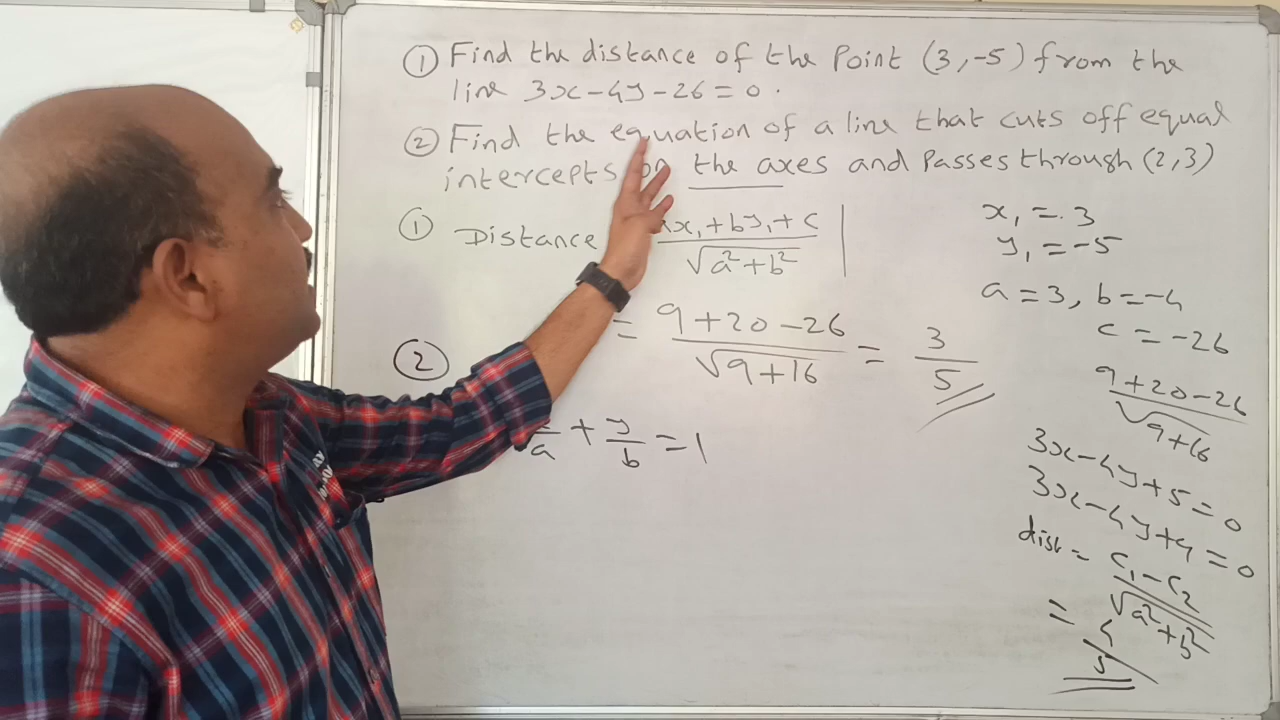 ① Find the distance of the Point (3,-5) from the
line 3x-4y-26=0.
② Find the equation of a line that cuts off equal
intercepts on the axes and Passes through (2,3)
① Distance
x₁+by₁+c
√a²+b²
= 9+20-26 = 3
√9+16
5
②
a + y = 1
b
x₁ = 3
y₁ = -5
a=3, b=-4
c = -26
9+20-26
√9+16
3x-4y+5=0
3x-4y+9=0
dist = c₁-c₂
√a²+b²
= 4
5